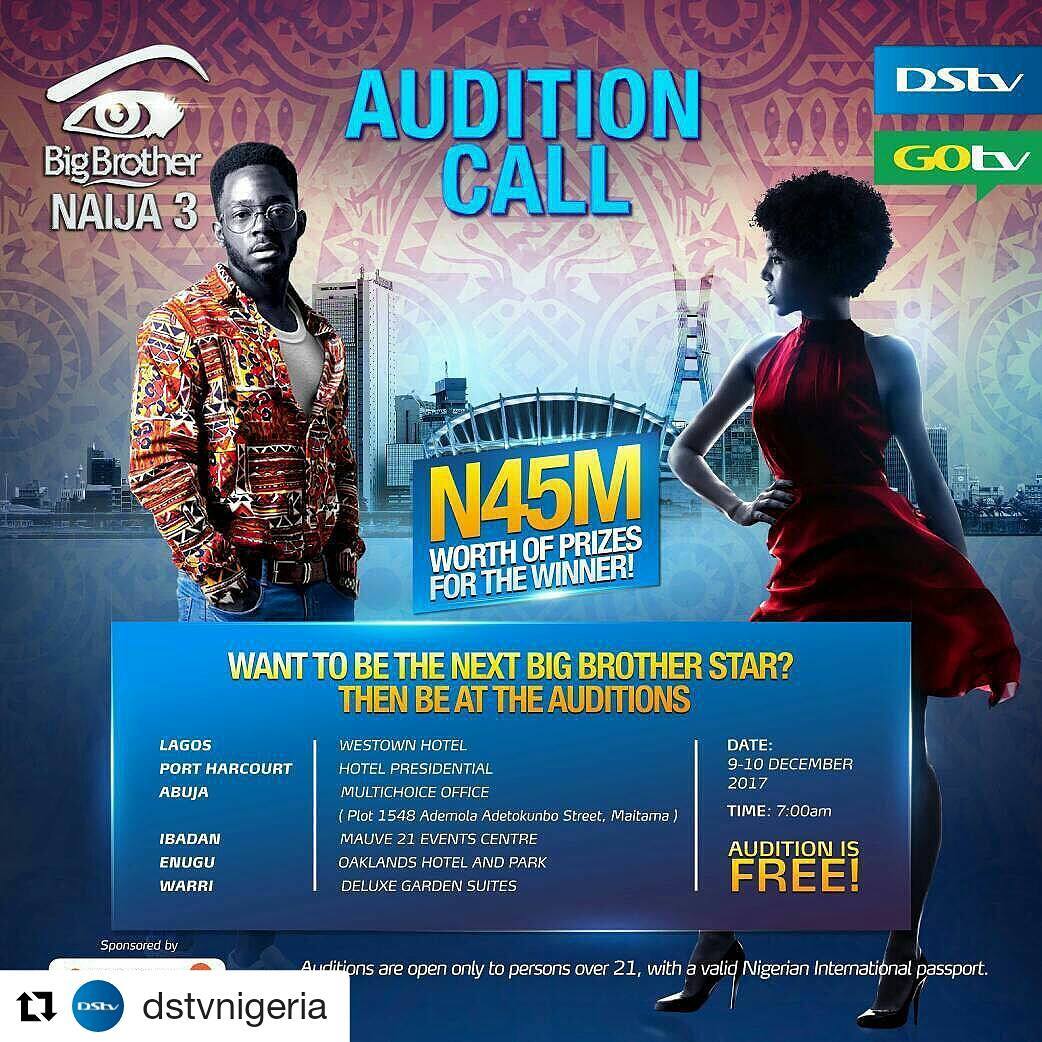 Big Brother
NAIJA 3
AUDITION
CALL
DStv
GOtv
N45M
WORTH OF PRIZES
FOR THE WINNER!
WANT TO BE THE NEXT BIG BROTHER STAR?
THEN BE AT THE AUDITIONS
LAGOS WESTOWN HOTEL
PORT HARCOURT HOTEL PRESIDENTIAL
ABUJA MULTICHOICE OFFICE
( Plot 1548 Ademola Adetokunbo Street, Maitama )
IBADAN MAUVE 21 EVENTS CENTRE
ENUGU OAKLANDS HOTEL AND PARK
WARRI DELUXE GARDEN SUITES
DATE:
9-10 DECEMBER
2017
TIME: 7:00am
AUDITION IS
FREE!
Sponsored by
Auditions are open only to persons over 21, with a valid Nigerian International passport.
DStv dstvnigeria